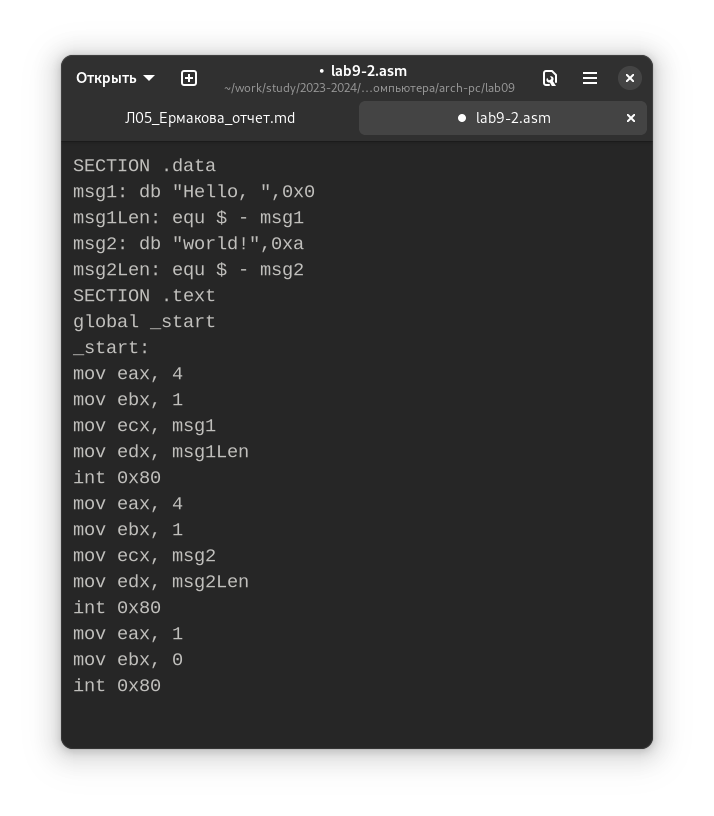 Открыть
• lab9-2.asm
~/work/study/2023-2024/…омпьютера/arch-pc/lab09
Л05_Ермакова_отчет.md
● lab9-2.asm
SECTION .data
msg1: db "Hello, ",0x0
msg1Len: equ $ - msg1
msg2: db "world!",0xa
msg2Len: equ $ - msg2
SECTION .text
global _start
_start:
mov eax, 4
mov ebx, 1
mov ecx, msg1
mov edx, msg1Len
int 0x80
mov eax, 4
mov ebx, 1
mov ecx, msg2
mov edx, msg2Len
int 0x80
mov eax, 1
mov ebx, 0
int 0x80